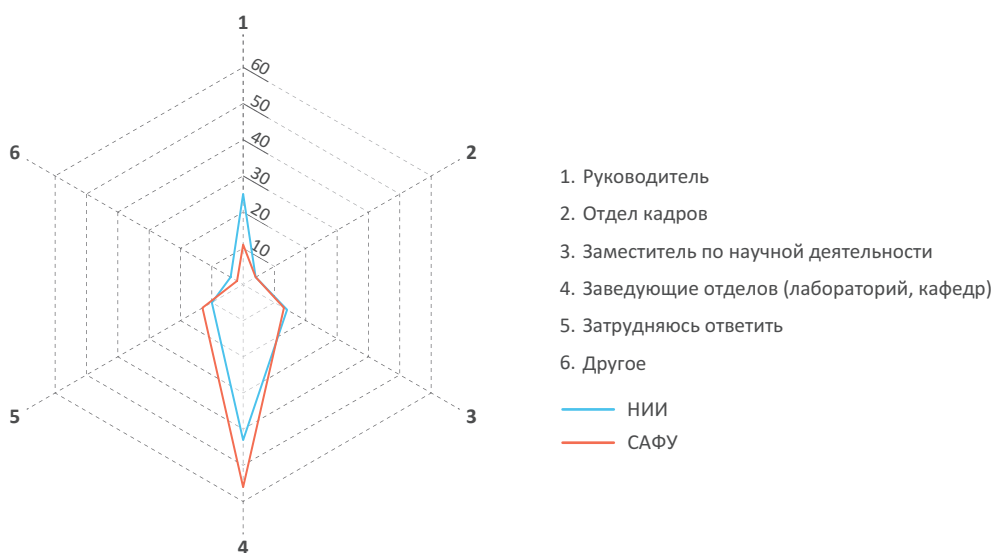 1
60
50
40
30
20
10
6
2
5
3
4
1. Руководитель
2. Отдел кадров
3. Заместитель по научной деятельности
4. Заведующие отделов (лабораторий, кафедр)
5. Затрудняюсь ответить
6. Другое
НИИ
САФУ